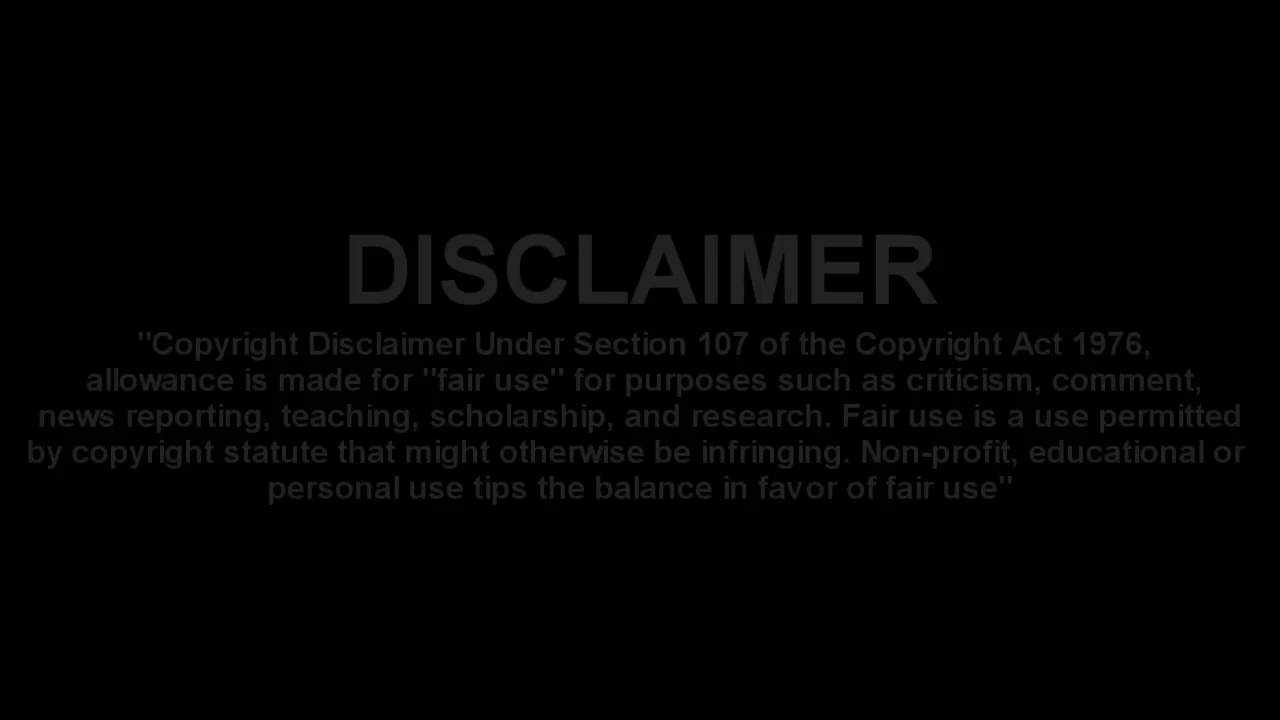 DISCLAIMER
"Copyright Disclaimer Under Section 107 of the Copyright Act 1976,
allowance is made for "fair use" for purposes such as criticism, comment,
news reporting, teaching, scholarship, and research. Fair use is a use permitted
by copyright statute that might otherwise be infringing. Non-profit, educational or
personal use tips the balance in favor of fair use"